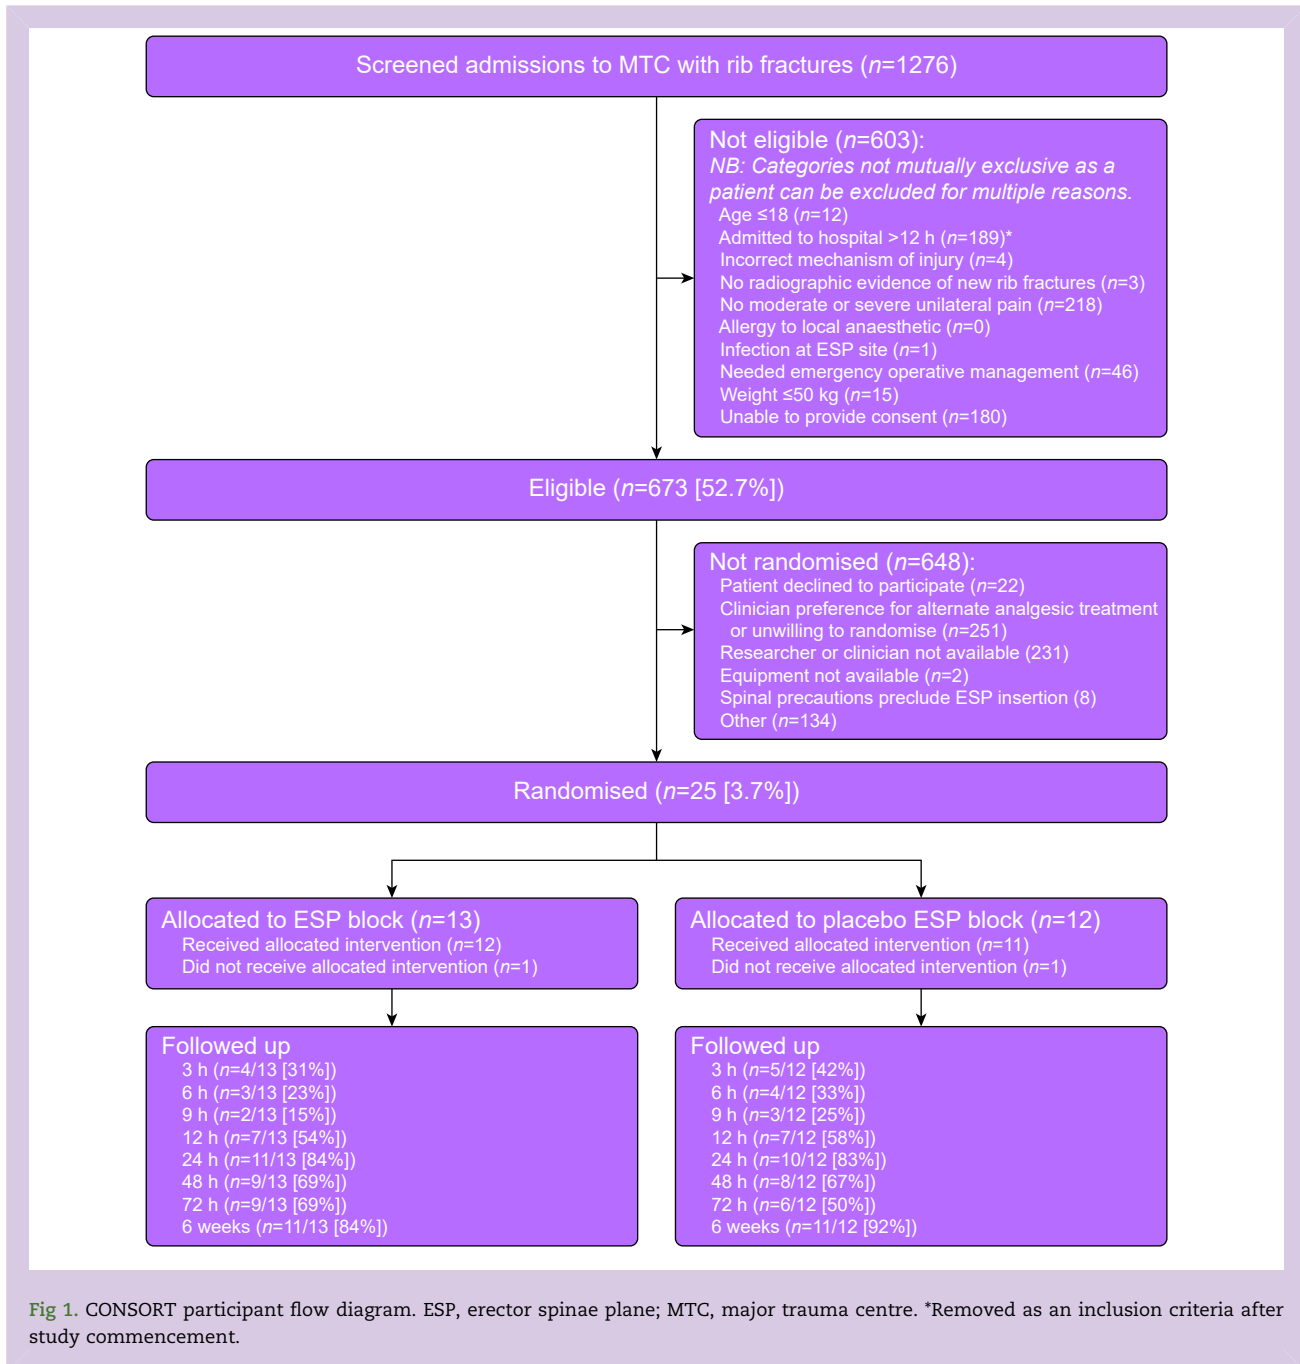 Screened admissions to MTC with rib fractures (n=1276)
Not eligible (n=603):
NB: Categories not mutually exclusive as a
patient can be excluded for multiple reasons.
Age ≤18 (n=12)
Admitted to hospital >12 h (n=189)*
Incorrect mechanism of injury (n=4)
No radiographic evidence of new rib fractures (n=3)
No moderate or severe unilateral pain (n=218)
Allergy to local anaesthetic (n=0)
Infection at ESP site (n=1)
Needed emergency operative management (n=46)
Weight ≤50 kg (n=15)
Unable to provide consent (n=180)
Eligible (n=673 [52.7%])
Not randomised (n=648):
Patient declined to participate (n=22)
Clinician preference for alternate analgesic treatment
or unwilling to randomise (n=251)
Researcher or clinician not available (231)
Equipment not available (n=2)
Spinal precautions preclude ESP insertion (8)
Other (n=134)
Randomised (n=25 [3.7%])
Allocated to ESP block (n=13)
Received allocated intervention (n=12)
Did not receive allocated intervention (n=1)
Allocated to placebo ESP block (n=12)
Received allocated intervention (n=11)
Did not receive allocated intervention (n=1)
Followed up
3 h (n=4/13 [31%])
6 h (n=3/13 [23%])
9 h (n=2/13 [15%])
12 h (n=7/13 [54%])
24 h (n=11/13 [84%])
48 h (n=9/13 [69%])
72 h (n=9/13 [69%])
6 weeks (n=11/13 [84%])
Followed up
3 h (n=5/12 [42%])
6 h (n=4/12 [33%])
9 h (n=3/12 [25%])
12 h (n=7/12 [58%])
24 h (n=10/12 [83%])
48 h (n=8/12 [67%])
72 h (n=6/12 [50%])
6 weeks (n=11/12 [92%])
Fig 1. CONSORT participant flow diagram. ESP, erector spinae plane; MTC, major trauma centre. *Removed as an inclusion criteria after
study commencement.